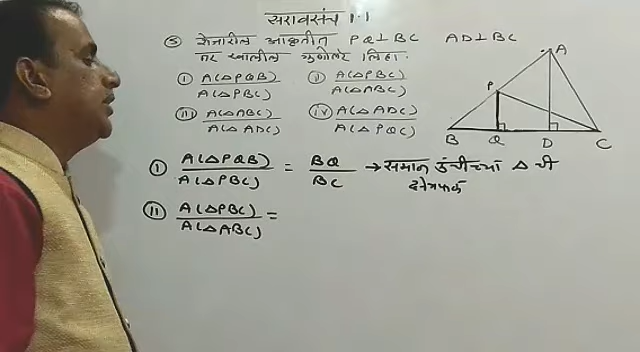 सरावसंच 1.1
⑤ शेजारील आकृतीत PQ⊥BC AD⊥BC
तर खालील गुणोत्तरे लिहा.
ⓘ A(△PQB) / A(△PBC) ii) A(△PBC) / A(△ABC)
iii) A(△ABC) / A(△ADC) iv) A(△ADC) / A(△PQC)
A
P
B Q D C
ⓘ A(△PQB) / A(△PBC) = BQ / BC → समान उंचीच्या △ ची
क्षेत्रफळे
ii) A(△PBC) / A(△ABC) =